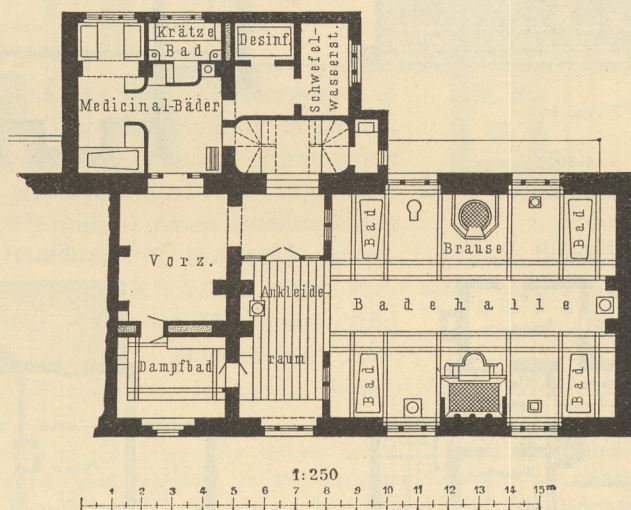 Krätze
Bad
Desinf.
Schwefel-
wasserst.
Medicinal-Bäder
Vorz.
Ankleide
raum
Dampfbad
Bad
Brause
Bad
Badehalle
Bad
Bad
1:250
1 2 3 4 5 6 7 8 9 10 11 12 13 14 15m